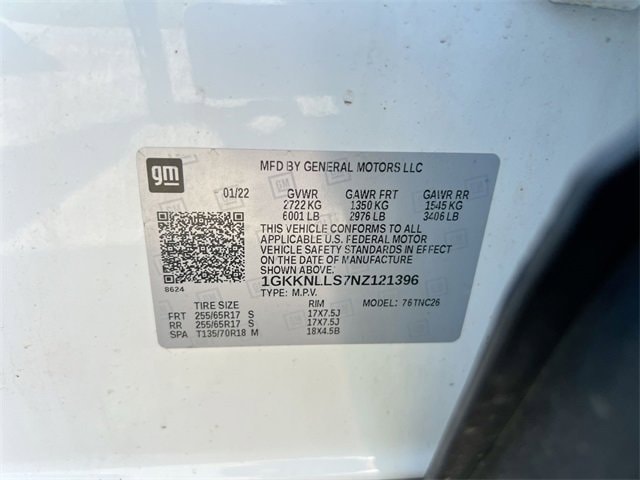 gm
MFD BY GENERAL MOTORS LLC
01/22 GVWR GAWR FRT GAWR RR
2722 KG 1350 KG 1545 KG
6001 LB 2976 LB 3406 LB
THIS VEHICLE CONFORMS TO ALL
APPLICABLE U.S. FEDERAL MOTOR
VEHICLE SAFETY STANDARDS IN EFFECT
ON THE DATE OF MANUFACTURE
SHOWN ABOVE.
8624
1GKKNLLS7NZ121396
TYPE: M.P.V.
TIRE SIZE RIM MODEL: 76TNC26
FRT 255/65R17 S 17X7.5J
RR 255/65R17 S 17X7.5J
SPA T135/70R18 M 18X4.5B